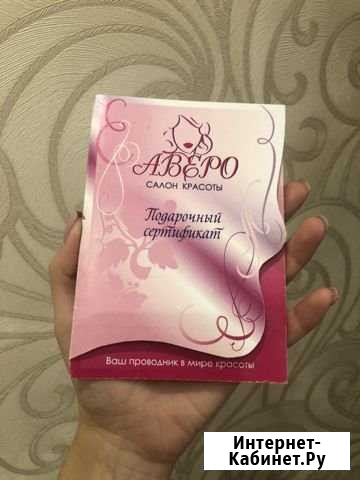 АВЕРО
САЛОН КРАСОТЫ
Подарочный
сертификат
Ваш проводник в мире красоты
Интернет-
Кабинет.Ру